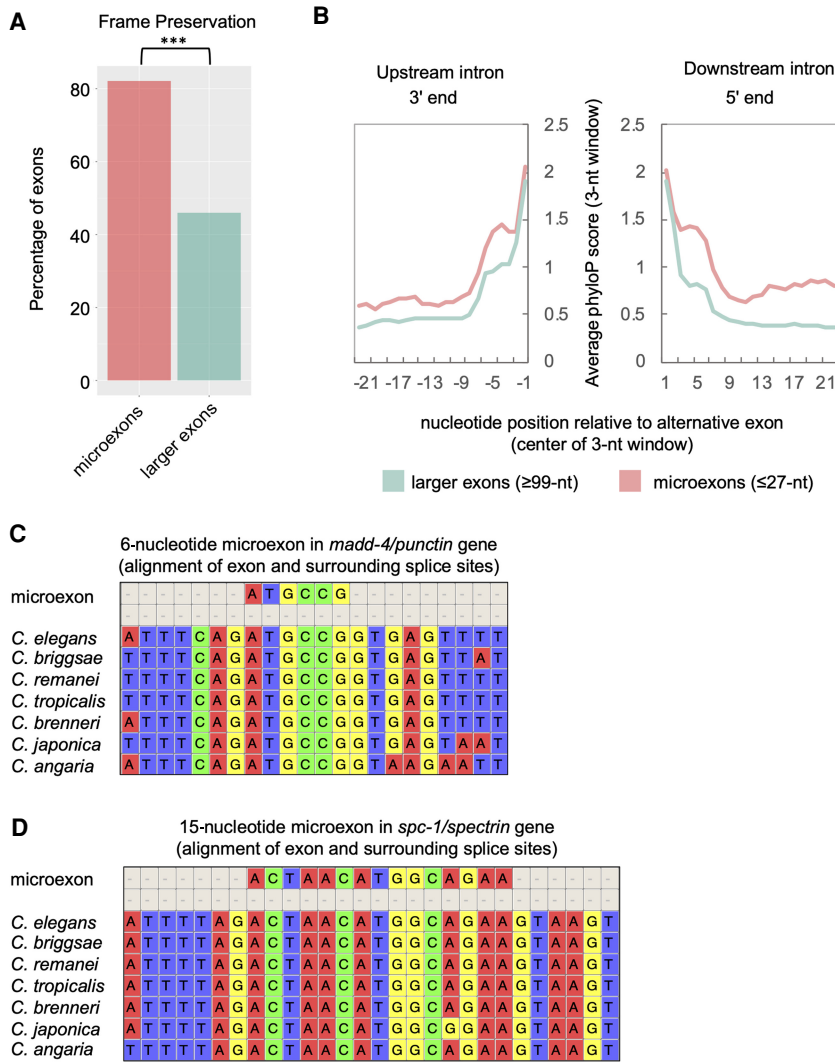 A
Frame Preservation
***
Percentage of exons
80
60
40
20
0
microexons
larger exons
B
Upstream intron
3' end
Downstream intron
5' end
2.5
2
1.5
1
0.5
0
Average phyloP score (3-nt window)
2.5
2
1.5
1
0.5
0
-21 -17 -13 -9 -5 -1
1 5 9 13 17 21
nucleotide position relative to alternative exon
(center of 3-nt window)
larger exons (≥99-nt)
microexons (≤27-nt)
C
6-nucleotide microexon in madd-4/punctin gene
(alignment of exon and surrounding splice sites)
microexon - - - - - - - A T G C C G - - - - - - - - -
- - - - - - - - - - - - - - - - - - - - - -
C. elegans A T T T C A G A T G C C G G T G A G T T T T
C. briggsae T T T T C A G A T G C C G G T G A G T T A T
C. remanei T T T T C A G A T G C C G G T G A G T T T T
C. tropicalis T T T T C A G A T G C C G G T G A G T T T T
C. brenneri A T T T C A G A T G C C G G T G A G T T T T
C. japonica T T T T C A G A T G C C G G T G A G T A A T
C. angaria A T T T C A G A T G C C G G T A A G A A T T
D
15-nucleotide microexon in spc-1/spectrin gene
(alignment of exon and surrounding splice sites)
microexon - - - - - - - A C T A A C A T G G C A G A A - - - - - -
- - - - - - - - - - - - - - - - - - - - - - - - - - - -
C. elegans A T T T T A G A C T A A C A T G G C A G A A G T A A G T
C. briggsae A T T T T A G A C T A A C A T G G C A G A A G T A A G T
C. remanei A T T T T A G A C T A A C A T G G C A G A A G T A A G T
C. tropicalis A T T T T A G A C T A A C A T G G C A G A A G T A A G T
C. brenneri A T T T T A G A C T A A C A T G G C A G A A G T A A G T
C. japonica A T T T T A G A C T A A C A T G G C G G A A G T A A G T
C. angaria T T T T T A G A C T A A C A T G G C A G A A G T A A G T